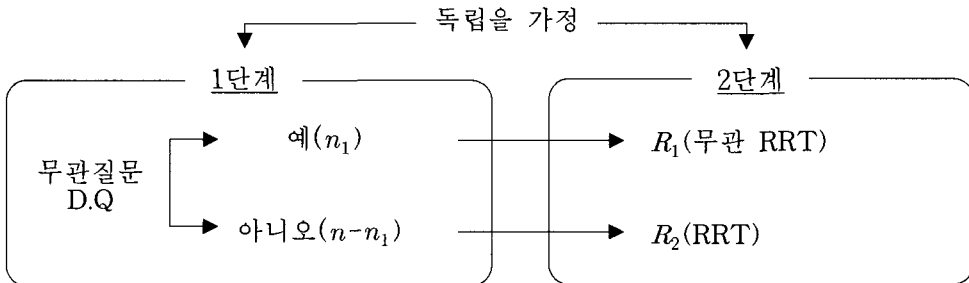 독립을 가정
1단계
2단계
예(n₁)
R₁(무관 RRT)
무관질문
D.Q
아니오(n-n₁)
R₂(RRT)